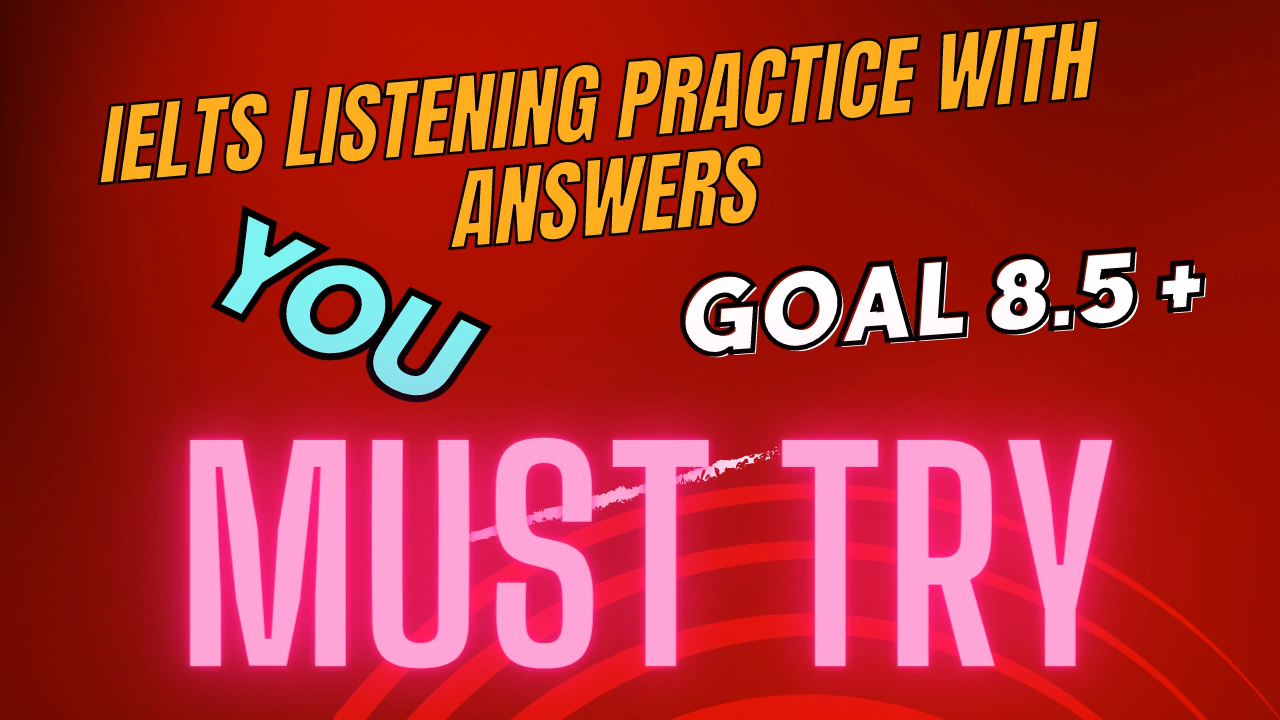 IELTS LISTENING PRACTICE WITH
ANSWERS
YOU
GOAL 8.5 +
MUST TRY